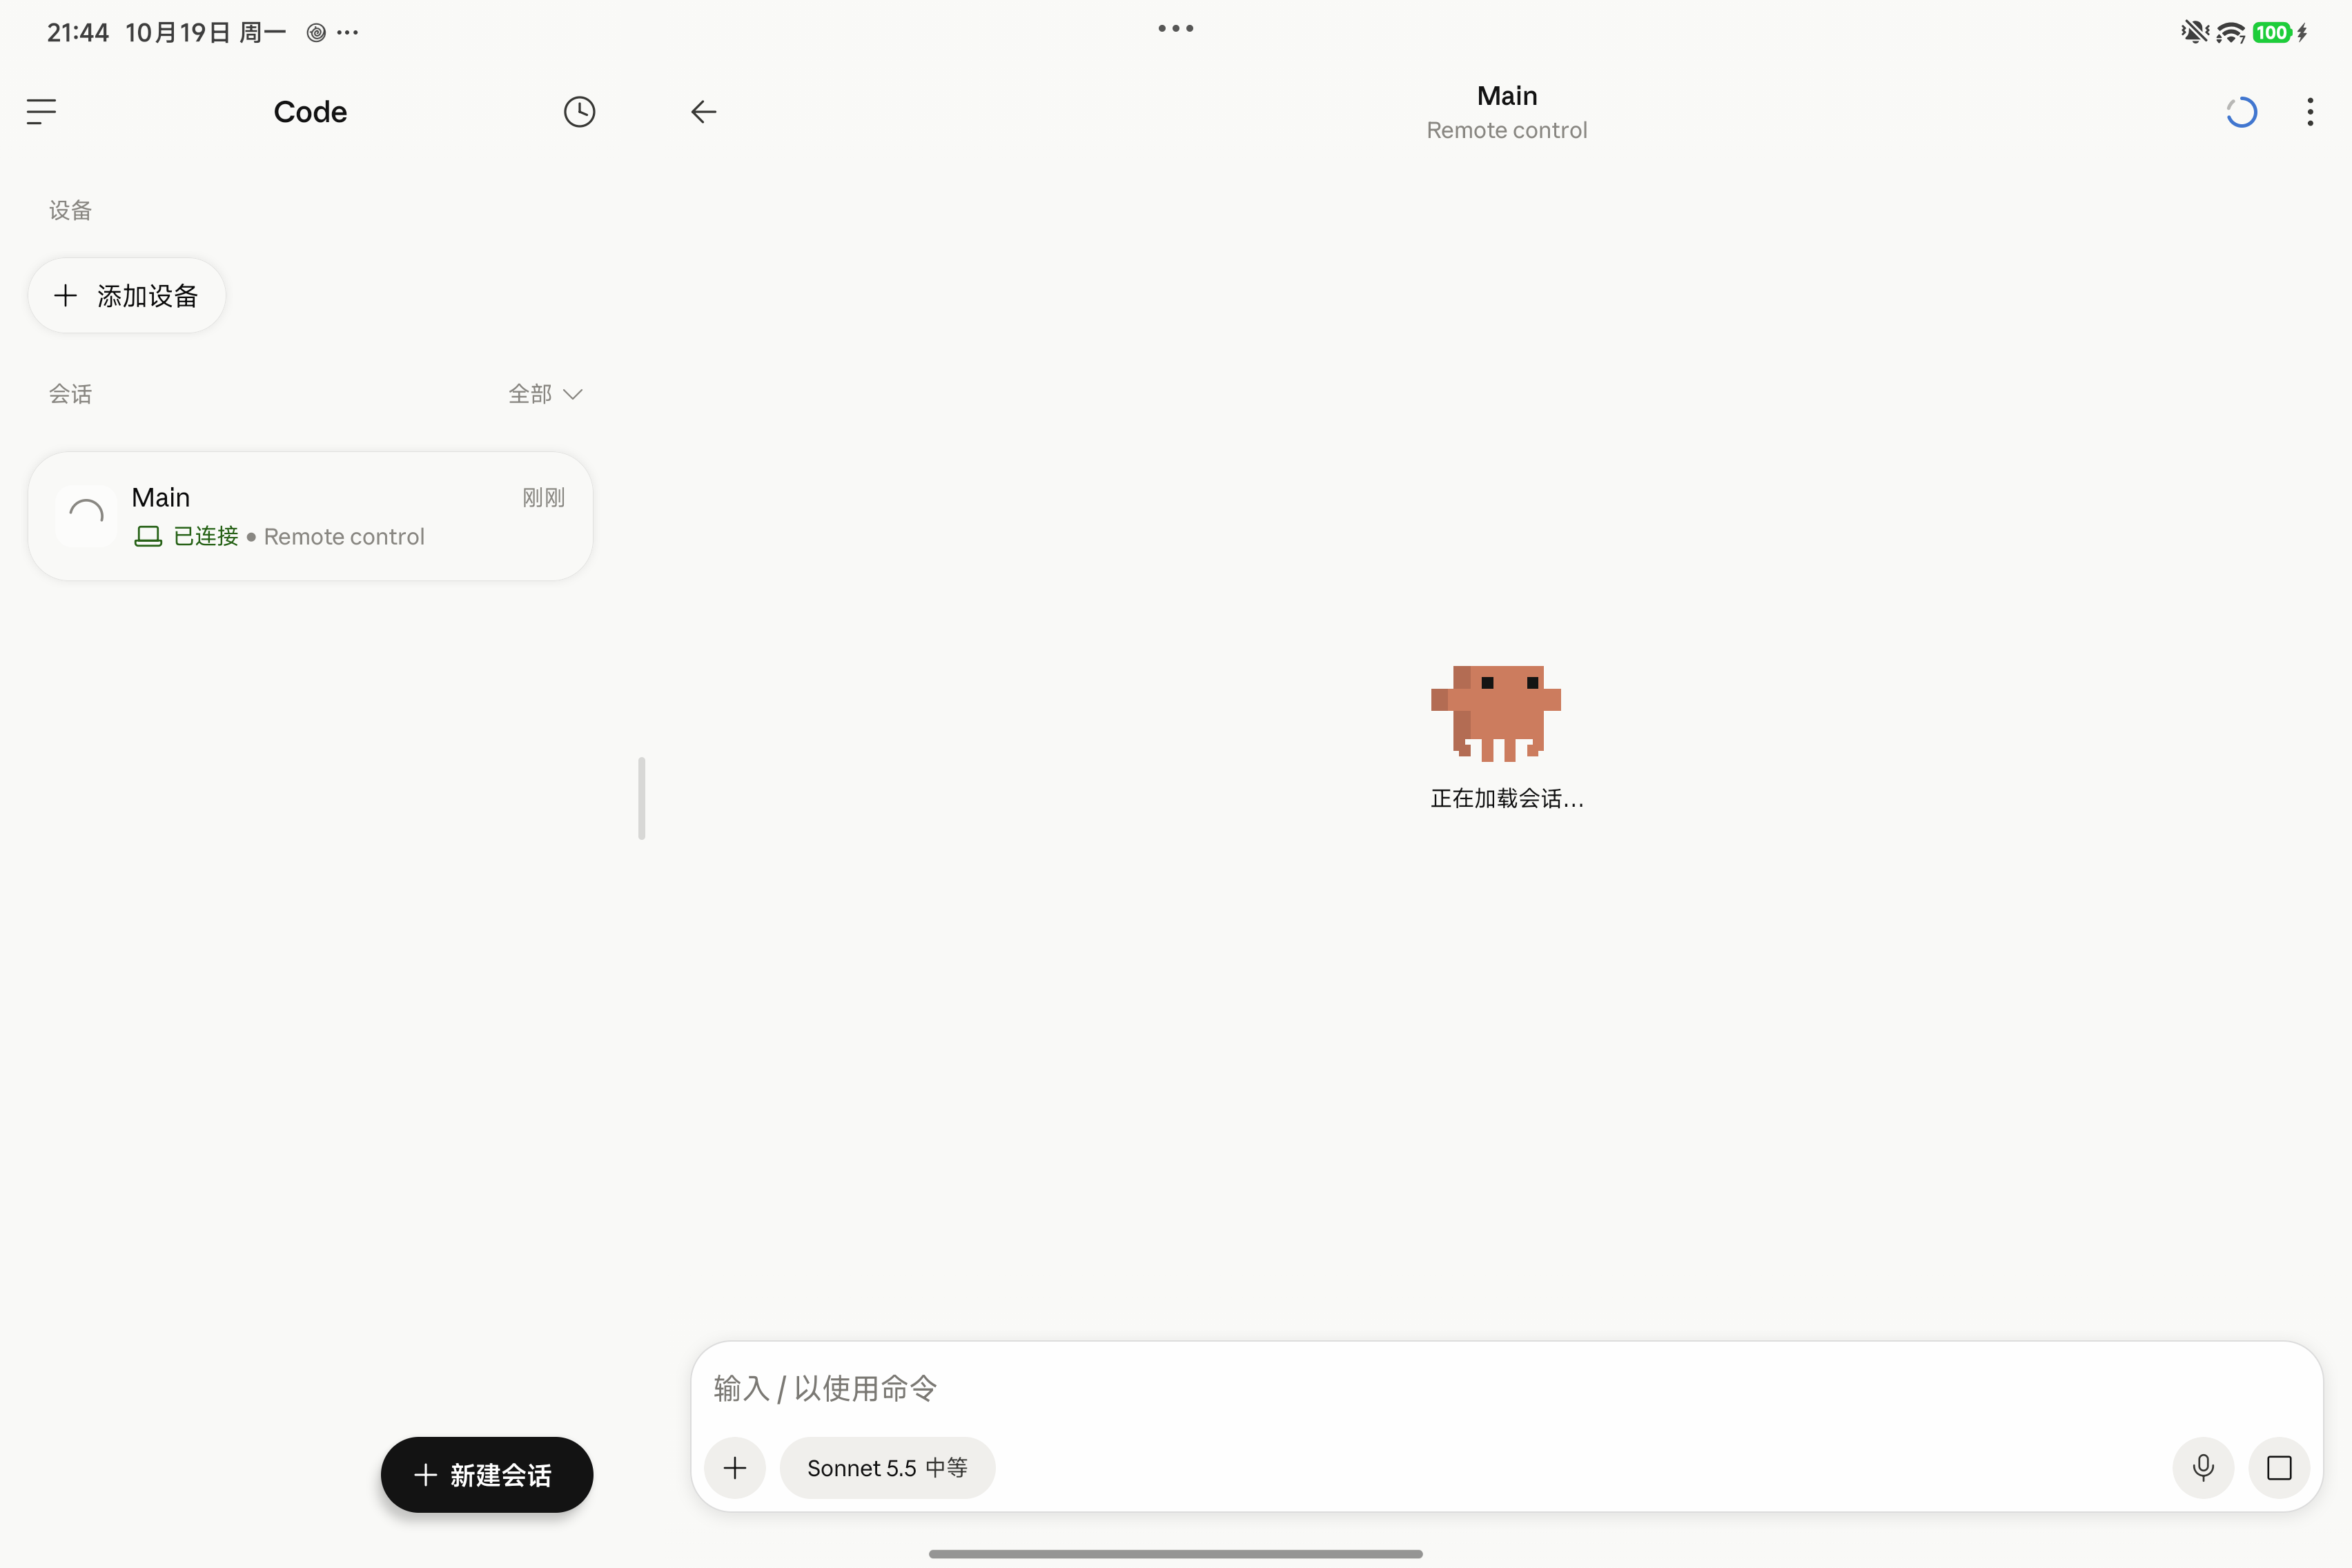 21:44 10月19日 周一
100
Code
设备
添加设备
会话 全部
Main 刚刚
已连接 • Remote control
新建会话
Main
Remote control
正在加载会话...
输入 / 以使用命令
Sonnet 5.5 中等